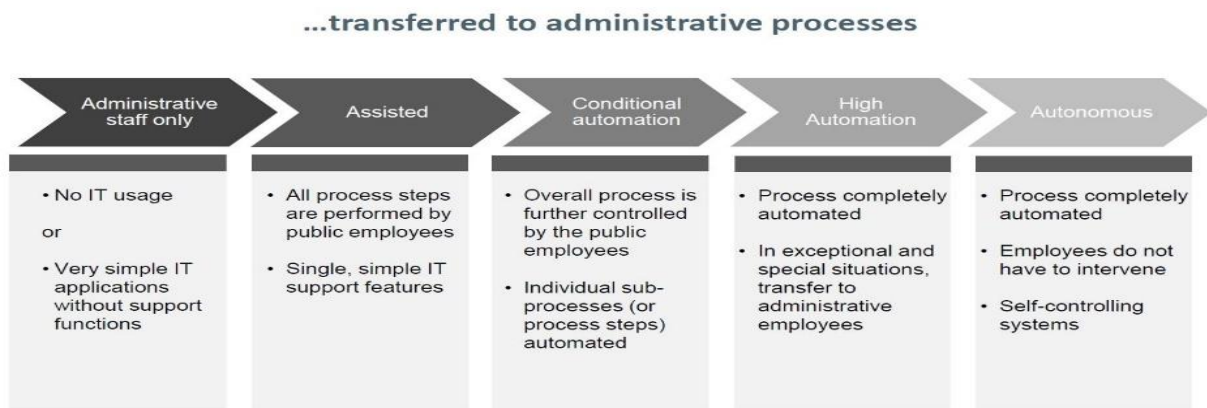 ...transferred to administrative processes
Administrative
staff only
Assisted
Conditional
automation
High
Automation
Autonomous
• No IT usage
or
• Very simple IT
applications
without support
functions
• All process steps
are performed by
public employees
• Single, simple IT
support features
• Overall process is
further controlled
by the public
employees
• Individual sub-
processes (or
process steps)
automated
• Process completely
automated
• In exceptional and
special situations,
transfer to
administrative
employees
• Process completely
automated
• Employees do not
have to intervene
• Self-controlling
systems